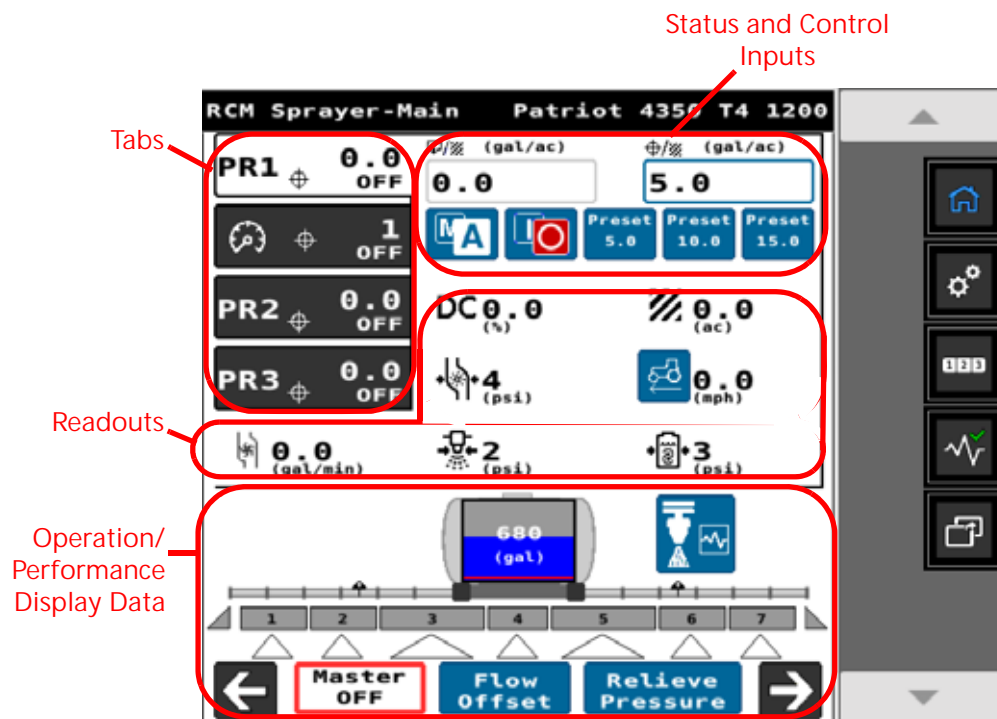 Status and Control
Inputs
RCM Sprayer-Main Patriot 4350 T4 1200
Tabs
PR1 0.0
OFF
(gal/ac) (gal/ac)
0.0 5.0
1
OFF
M A I O Preset 5.0 Preset 10.0 Preset 15.0
PR2 0.0
OFF
DC 0.0 (%) 0.0 (ac)
PR3 0.0
OFF
4 (psi) 0.0 (mph)
123
Readouts
0.0 (gal/min) 2 (psi) 3 (psi)
Operation/
Performance
Display Data
680
(gal)
1 2 3 4 5 6 7
Master OFF Flow Offset Relieve Pressure